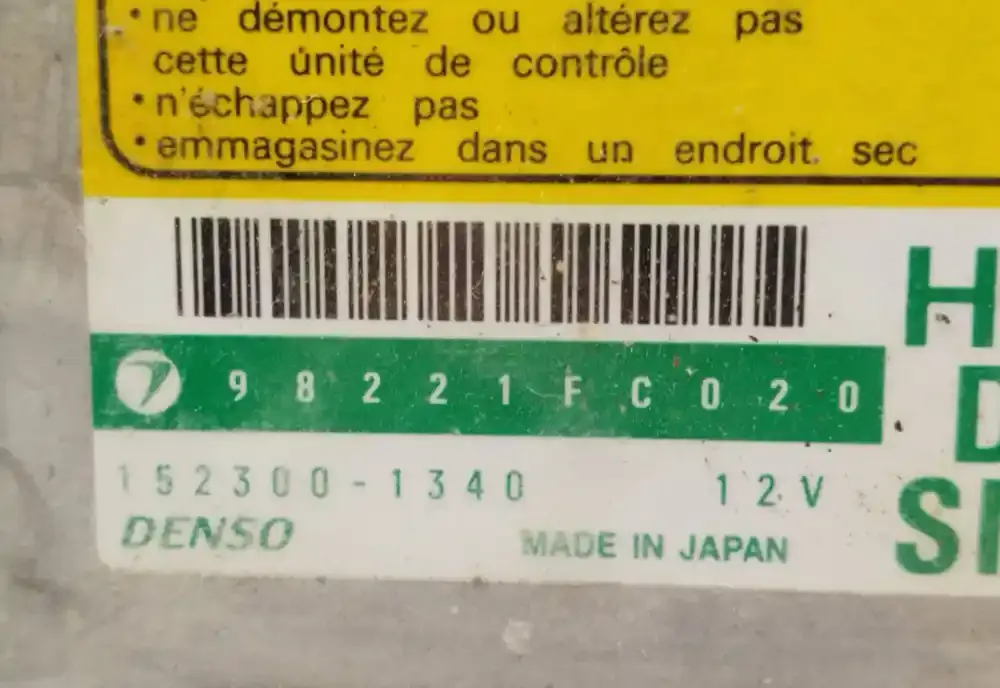 • ne démontez ou altérez pas
cette únité de contrôle
• n'échappez pas
• emmagasinez dans un endroit. sec
98221FC020
152300-1340 12V
DENSO MADE IN JAPAN
H